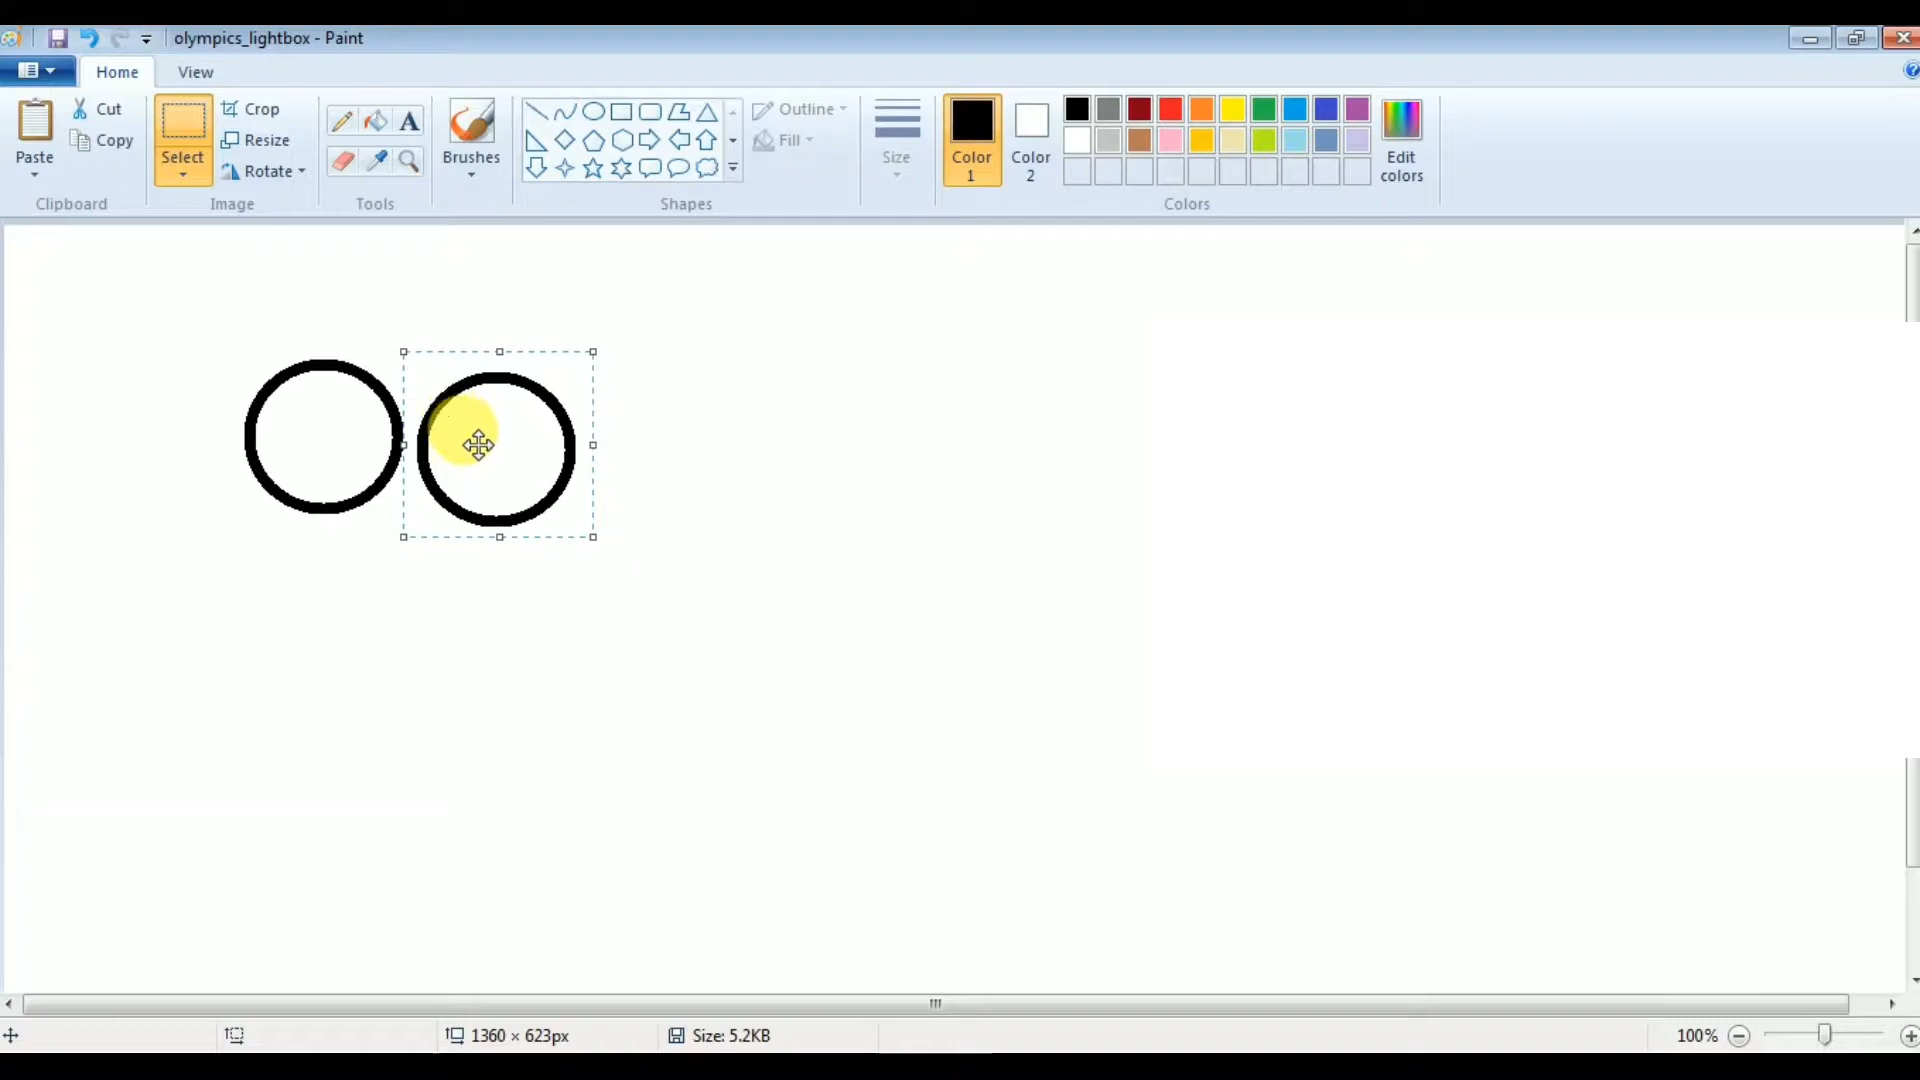 olympics_lightbox - Paint
Home View
Paste
Cut
Copy
Clipboard
Select
Crop
Resize
Rotate
Image
A
Tools
Brushes
Outline
Fill
Shapes
Size
Color
1
Color
2
Edit
colors
Colors
1360 × 623px
Size: 5.2KB
100%